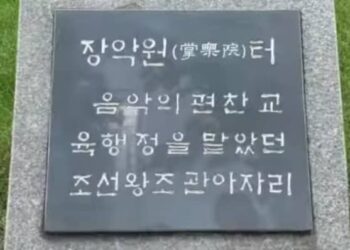 장악원(掌樂院)터
음악의 편찬 교
육행정을 맡았던
조선왕조 관아자리